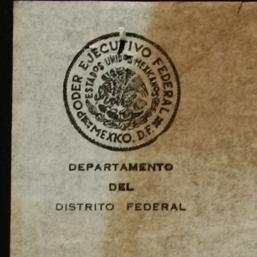 PODER EJECUTIVO FEDERAL
ESTADOS UNIDOS MEXICANOS
MEXICO, D.F.
DEPARTAMENTO
DEL
DISTRITO FEDERAL